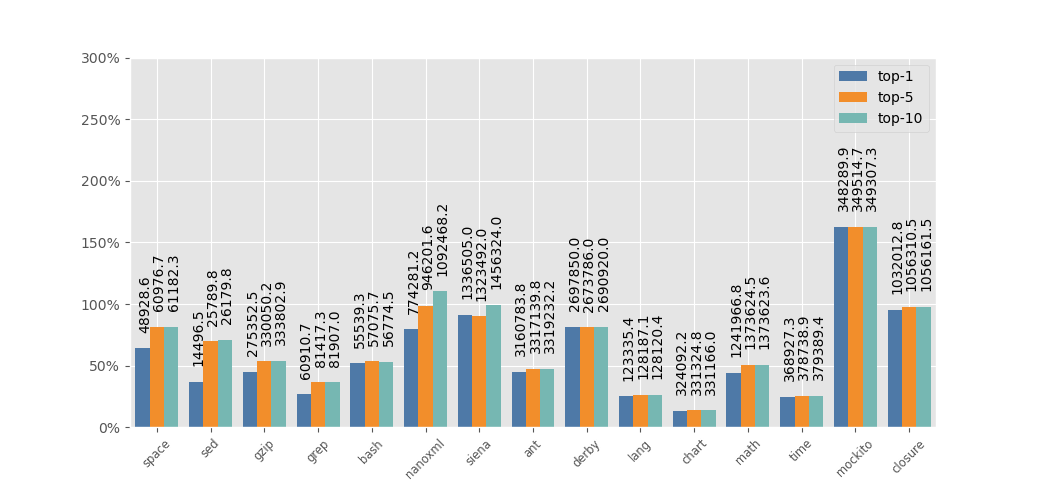 300%
250%
200%
150%
100%
50%
0%
top-1
top-5
top-10
48928.6
60976.7
61182.3
14496.5
25789.8
26179.8
275352.5
330050.2
333802.9
60910.7
81417.3
81907.0
55539.3
57075.7
56774.5
774281.2
946201.6
1092468.2
1336505.0
1323492.0
1456324.0
3160783.8
3317139.8
3319232.2
2697850.0
2673786.0
2690920.0
123335.4
128187.1
128120.4
324092.2
331324.8
331166.0
1241966.8
1373624.5
1373623.6
368927.3
378738.9
379389.4
348289.9
349514.7
349307.3
1032012.8
1056310.5
1056161.5
space
sed
gzip
grep
bash
nanoxml
siena
ant
derby
lang
chart
math
time
mockito
closure